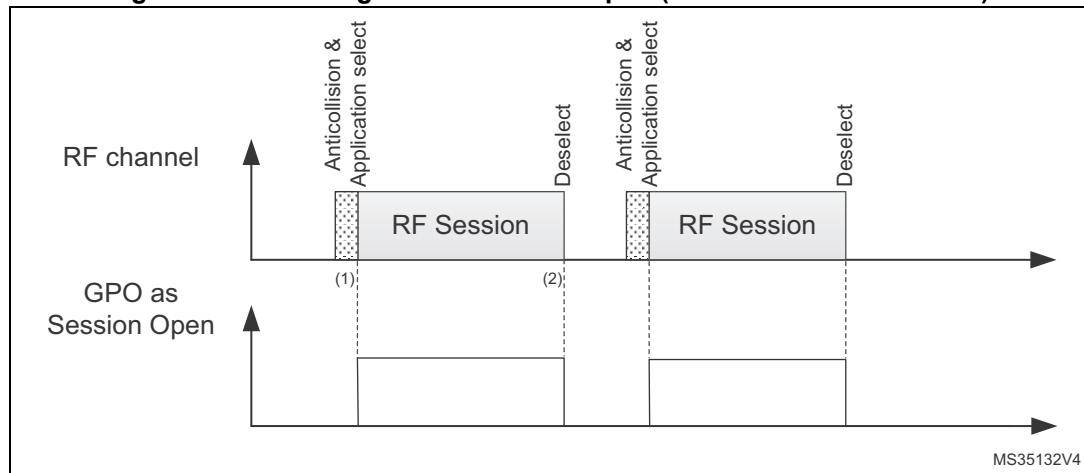 Anticollision &
Application select
Deselect
Anticollision &
Application select
Deselect
RF channel
RF Session
RF Session
(1)
(2)
GPO as
Session Open
MS35132V4